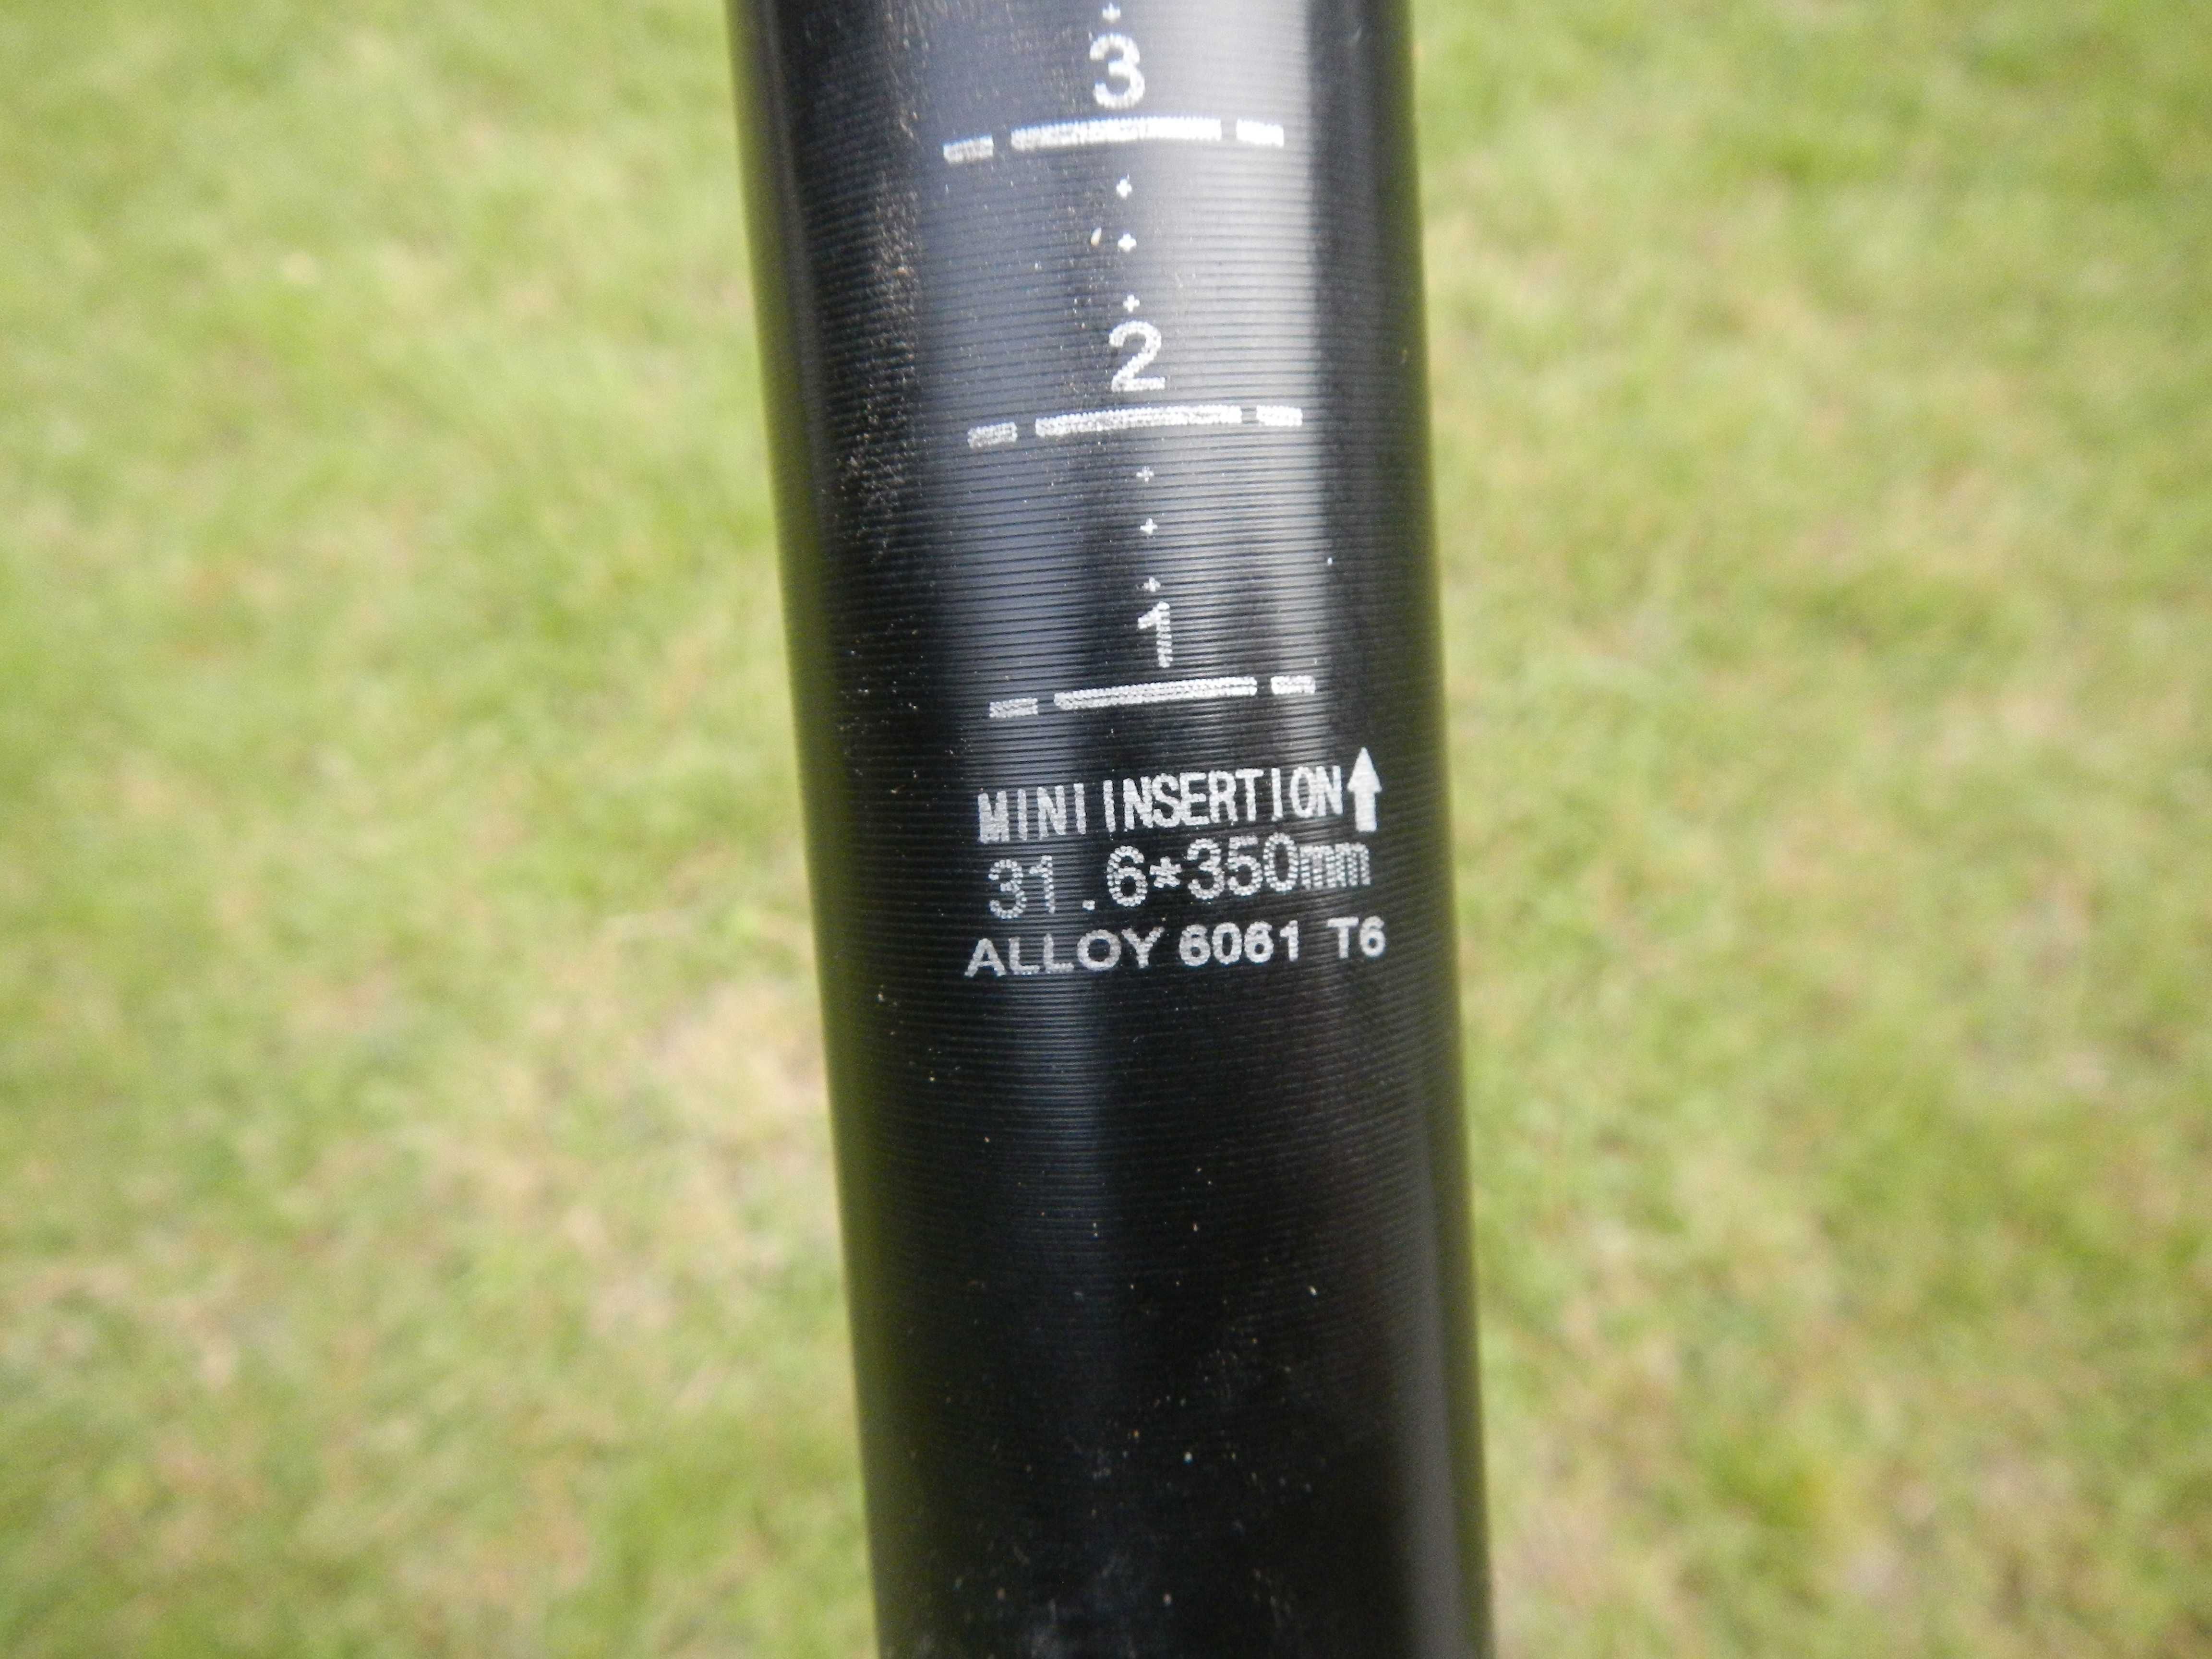 3
2
1
MINI INSERTION↑
31.6*350mm
ALLOY 6061 T6